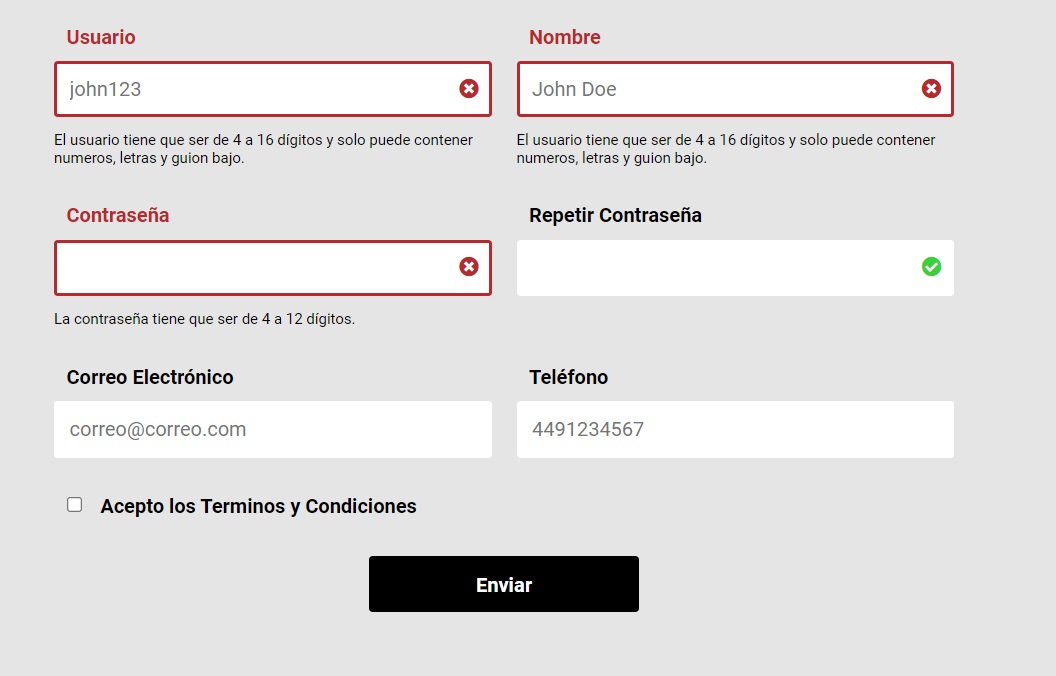 Usuario
Nombre
john123
John Doe
El usuario tiene que ser de 4 a 16 dígitos y solo puede contener
numeros, letras y guion bajo.
El usuario tiene que ser de 4 a 16 dígitos y solo puede contener
numeros, letras y guion bajo.
Contraseña
Repetir Contraseña
La contraseña tiene que ser de 4 a 12 dígitos.
Correo Electrónico
Teléfono
correo@correo.com
4491234567
Acepto los Terminos y Condiciones
Enviar